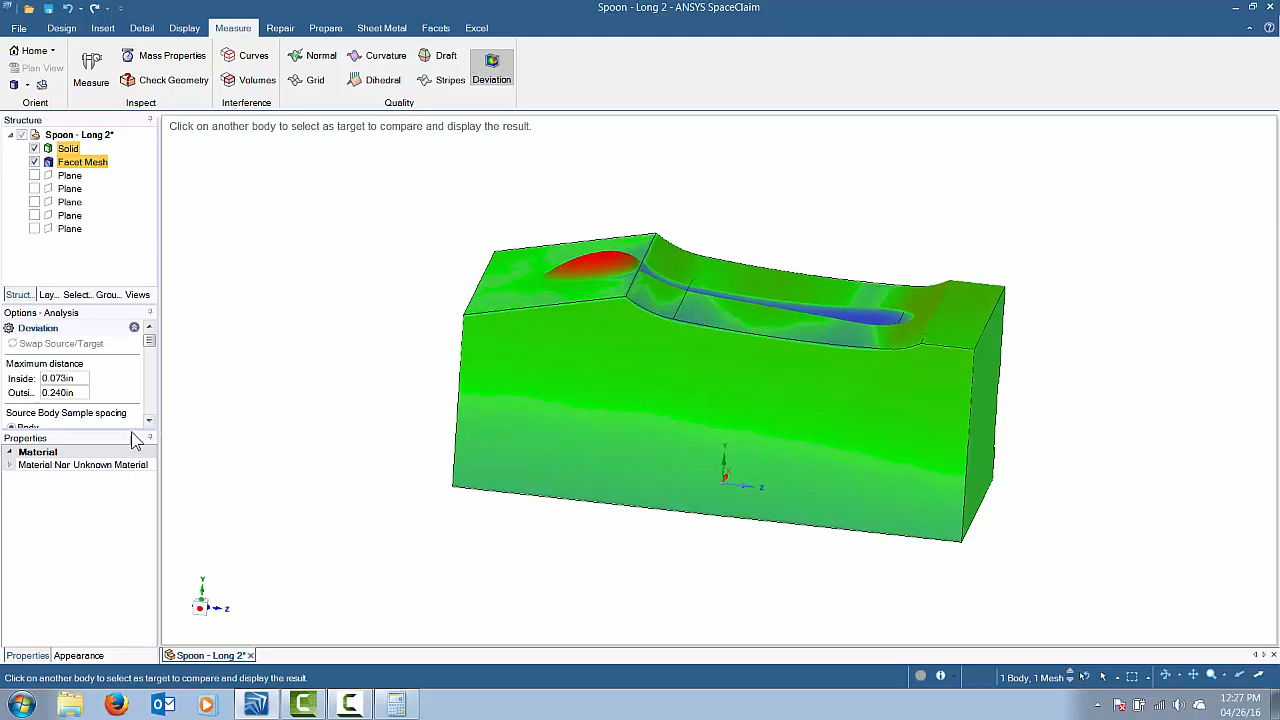 Spoon - Long 2 - ANSYS SpaceClaim
File Design Insert Detail Display Measure Repair Prepare Sheet Metal Facets Excel
Home
Plan View
Orient
Measure
Mass Properties
Check Geometry
Inspect
Curves
Volumes
Interference
Normal
Grid
Curvature
Dihedral
Draft
Stripes
Deviation
Quality
Structure
Spoon - Long 2*
Solid
Facet Mesh
Plane
Plane
Plane
Plane
Plane
Struct... Lay... Select... Grou... Views
Options - Analysis
Deviation
Swap Source/Target
Maximum distance
Inside: 0.073in
Outsi... 0.240in
Source Body Sample spacing
Body
Properties
Material
Material Nar Unknown Material
Properties Appearance
Click on another body to select as target to compare and display the result.
Y
X
Z
Y
Z
Spoon - Long 2*
Click on another body to select as target to compare and display the result.
1 Body, 1 Mesh
12:27 PM
04/26/16